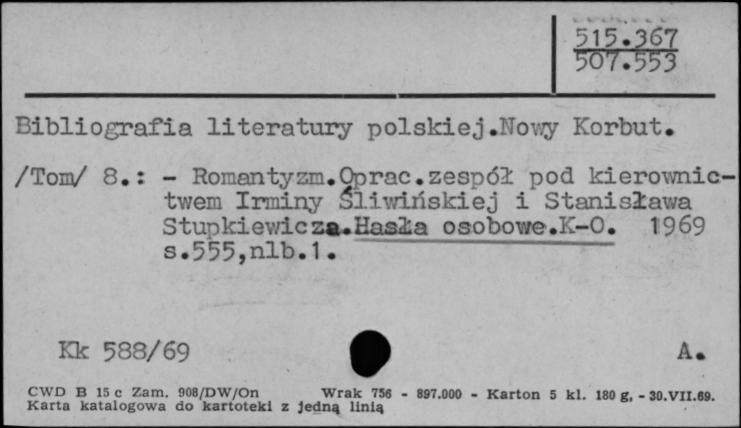 515.367
507.553
Bibliografia literatury polskiej.Nowy Korbut.
/Tom/ 8.: - Romantyzm.Oprac.zespół pod kierownic-
twem Irminy Śliwińskiej i Stanisława
Stupkiewicza.Hasła osobowe.K-O. 1969
s.555,nlb.1.
Kk 588/69 A.
CWD B 15 c Zam. 908/DW/On Wrak 756 - 897.000 - Karton 5 kl. 180 g, - 30.VII.69.
Karta katalogowa do kartoteki z jedną linią